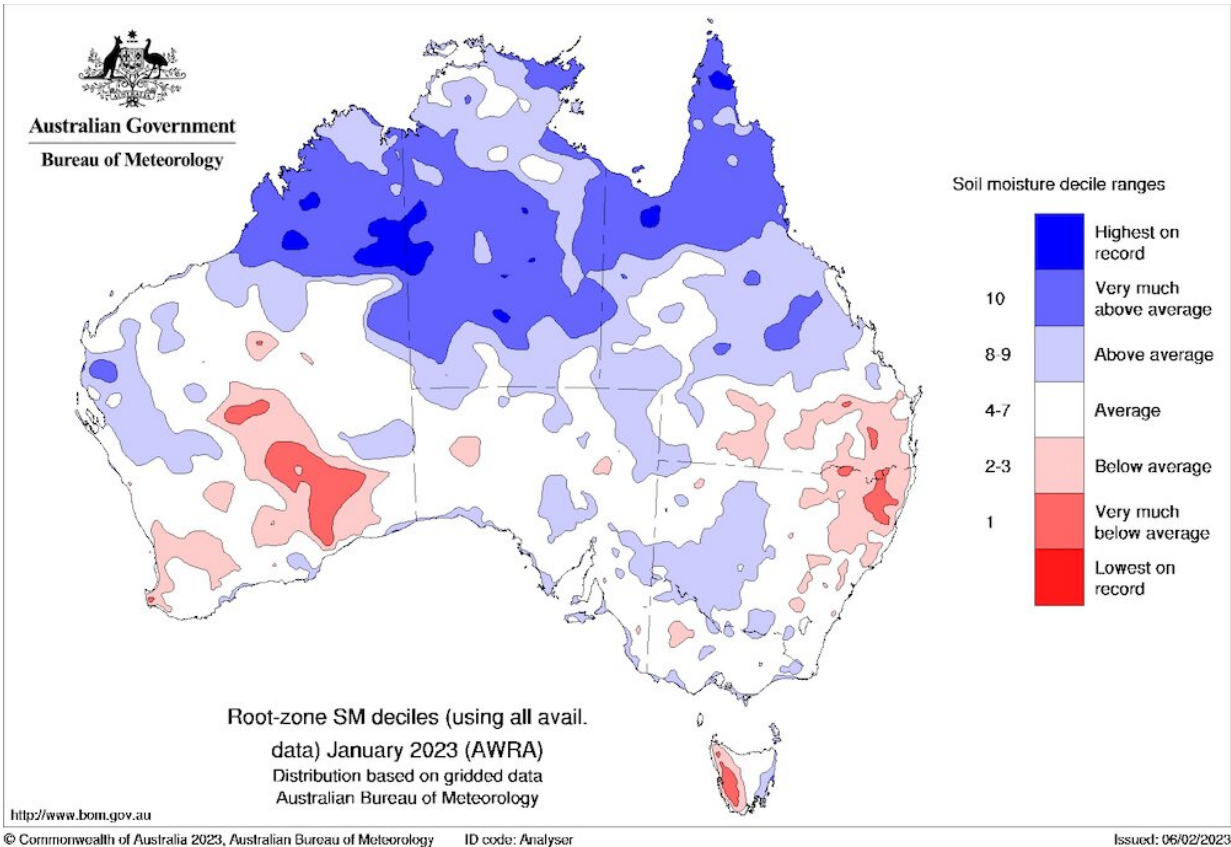 Australian Government
Bureau of Meteorology
Soil moisture decile ranges
Highest on
record
10
Very much
above average
8-9
Above average
4-7
Average
2-3
Below average
1
Very much
below average
Lowest on
record
Root-zone SM deciles (using all avail.
data) January 2023 (AWRA)
Distribution based on gridded data
Australian Bureau of Meteorology
http://www.bom.gov.au
© Commonwealth of Australia 2023, Australian Bureau of Meteorology ID code: Analyser Issued: 06/02/2023